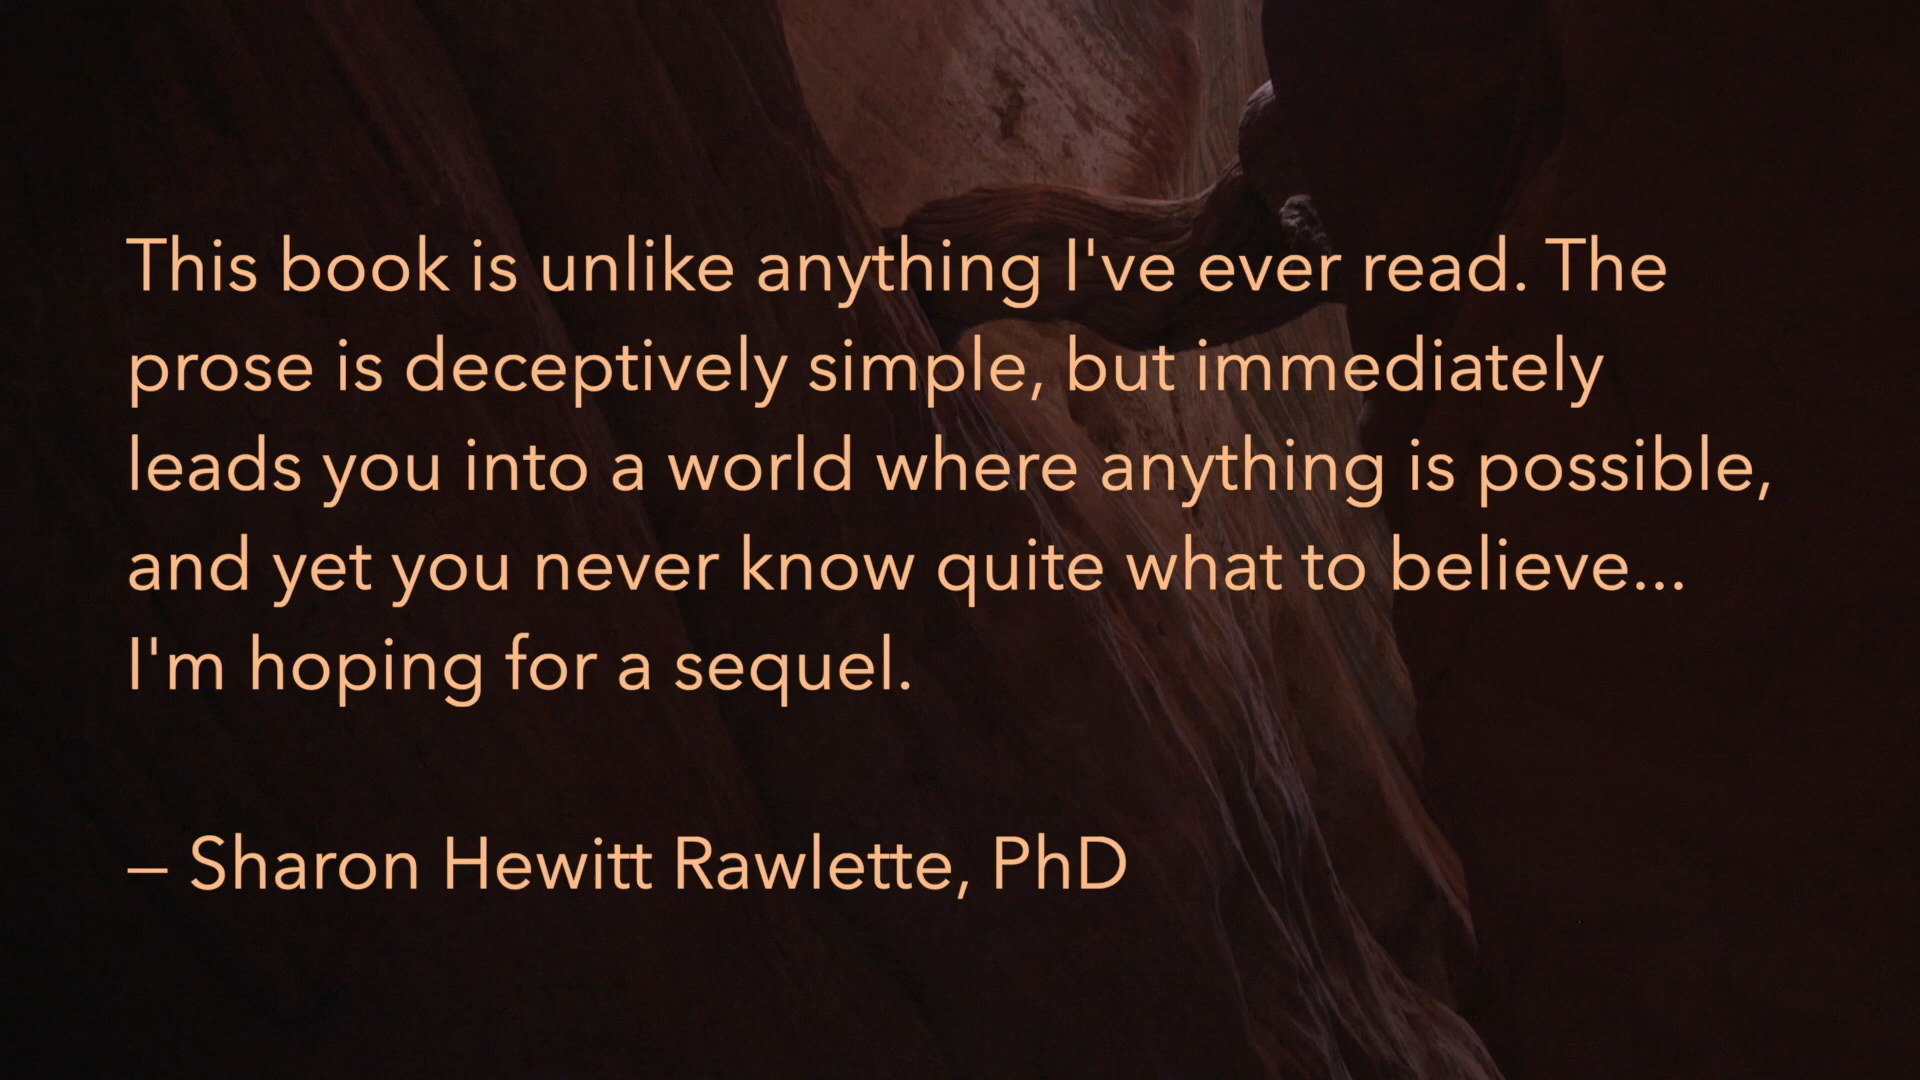 This book is unlike anything I've ever read. The
prose is deceptively simple, but immediately
leads you into a world where anything is possible,
and yet you never know quite what to believe...
I'm hoping for a sequel.
– Sharon Hewitt Rawlette, PhD